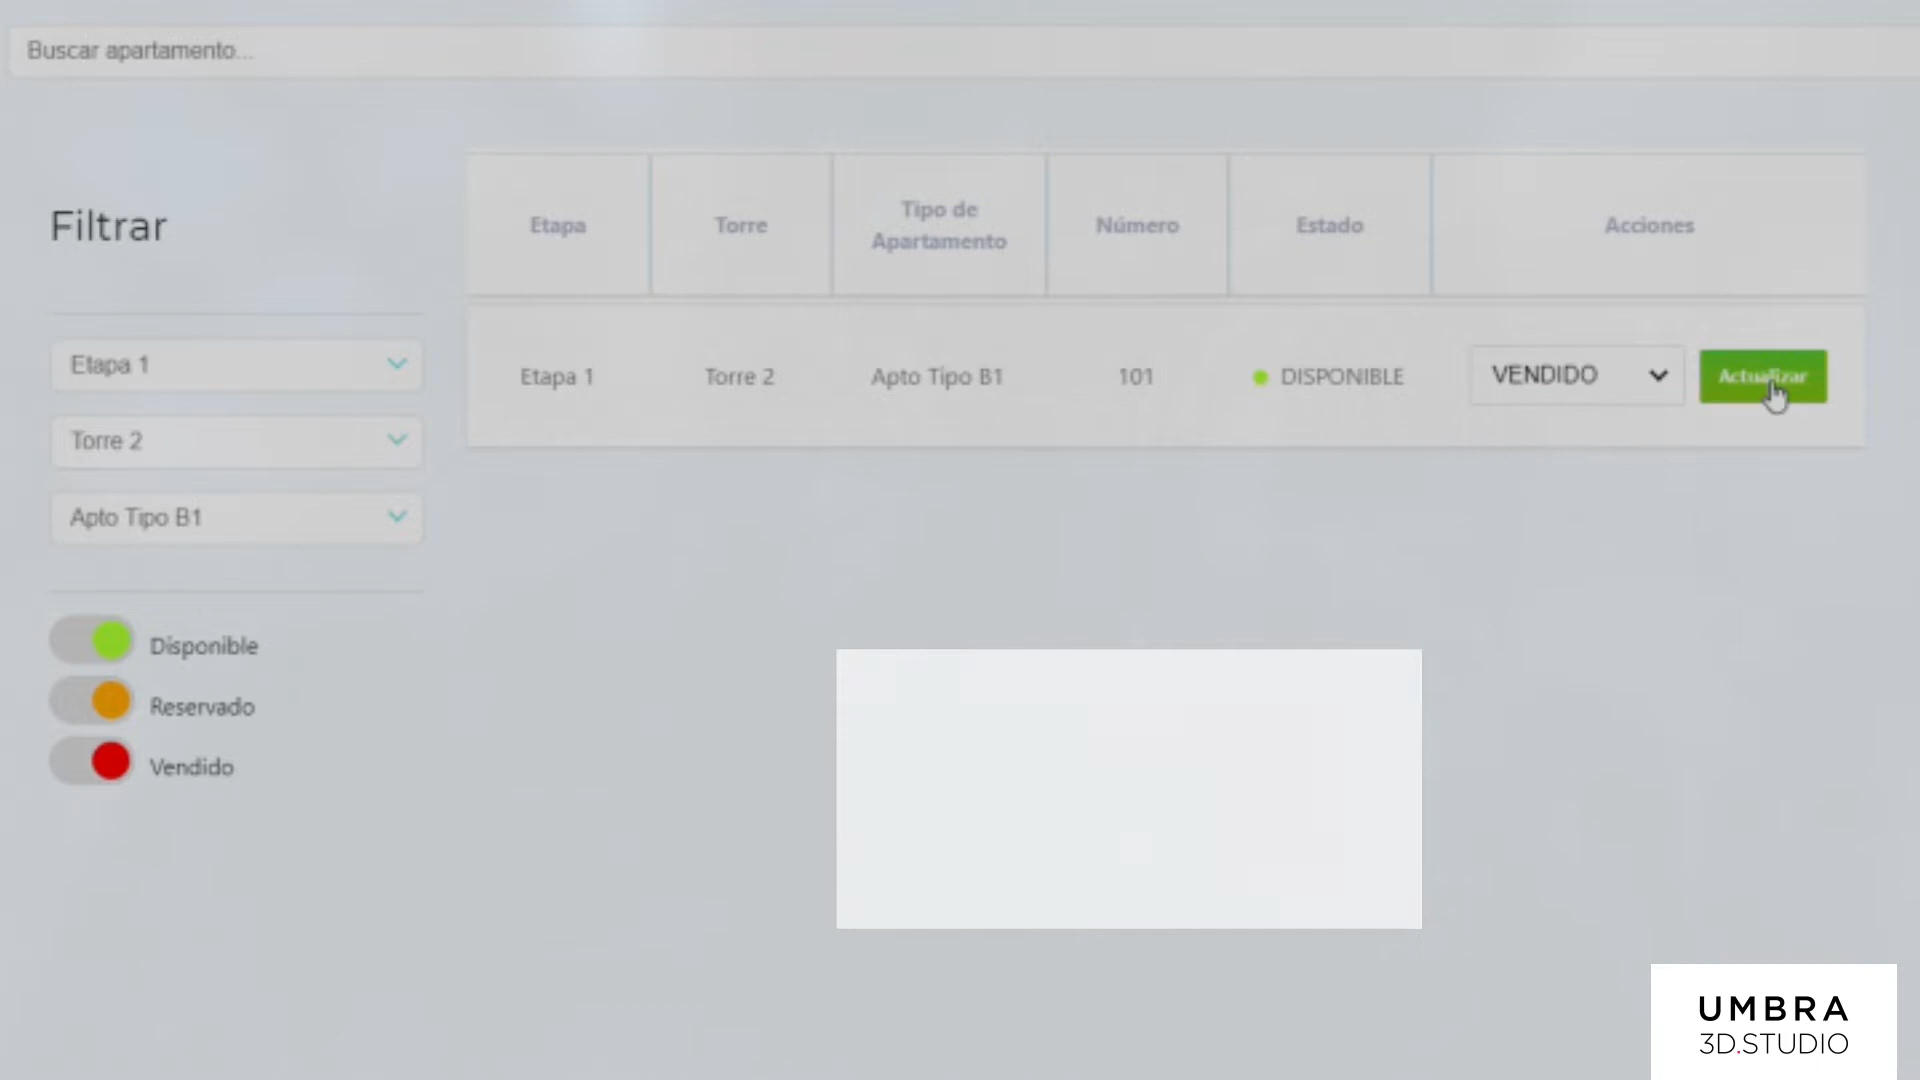 Buscar apartamento...
Filtrar
Etapa 1
Torre 2
Apto Tipo B1
Disponible
Reservado
Vendido
Etapa
Torre
Tipo de
Apartamento
Número
Estado
Acciones
Etapa 1
Torre 2
Apto Tipo B1
101
DISPONIBLE
VENDIDO
Actualizar
UMBRA
3D.STUDIO